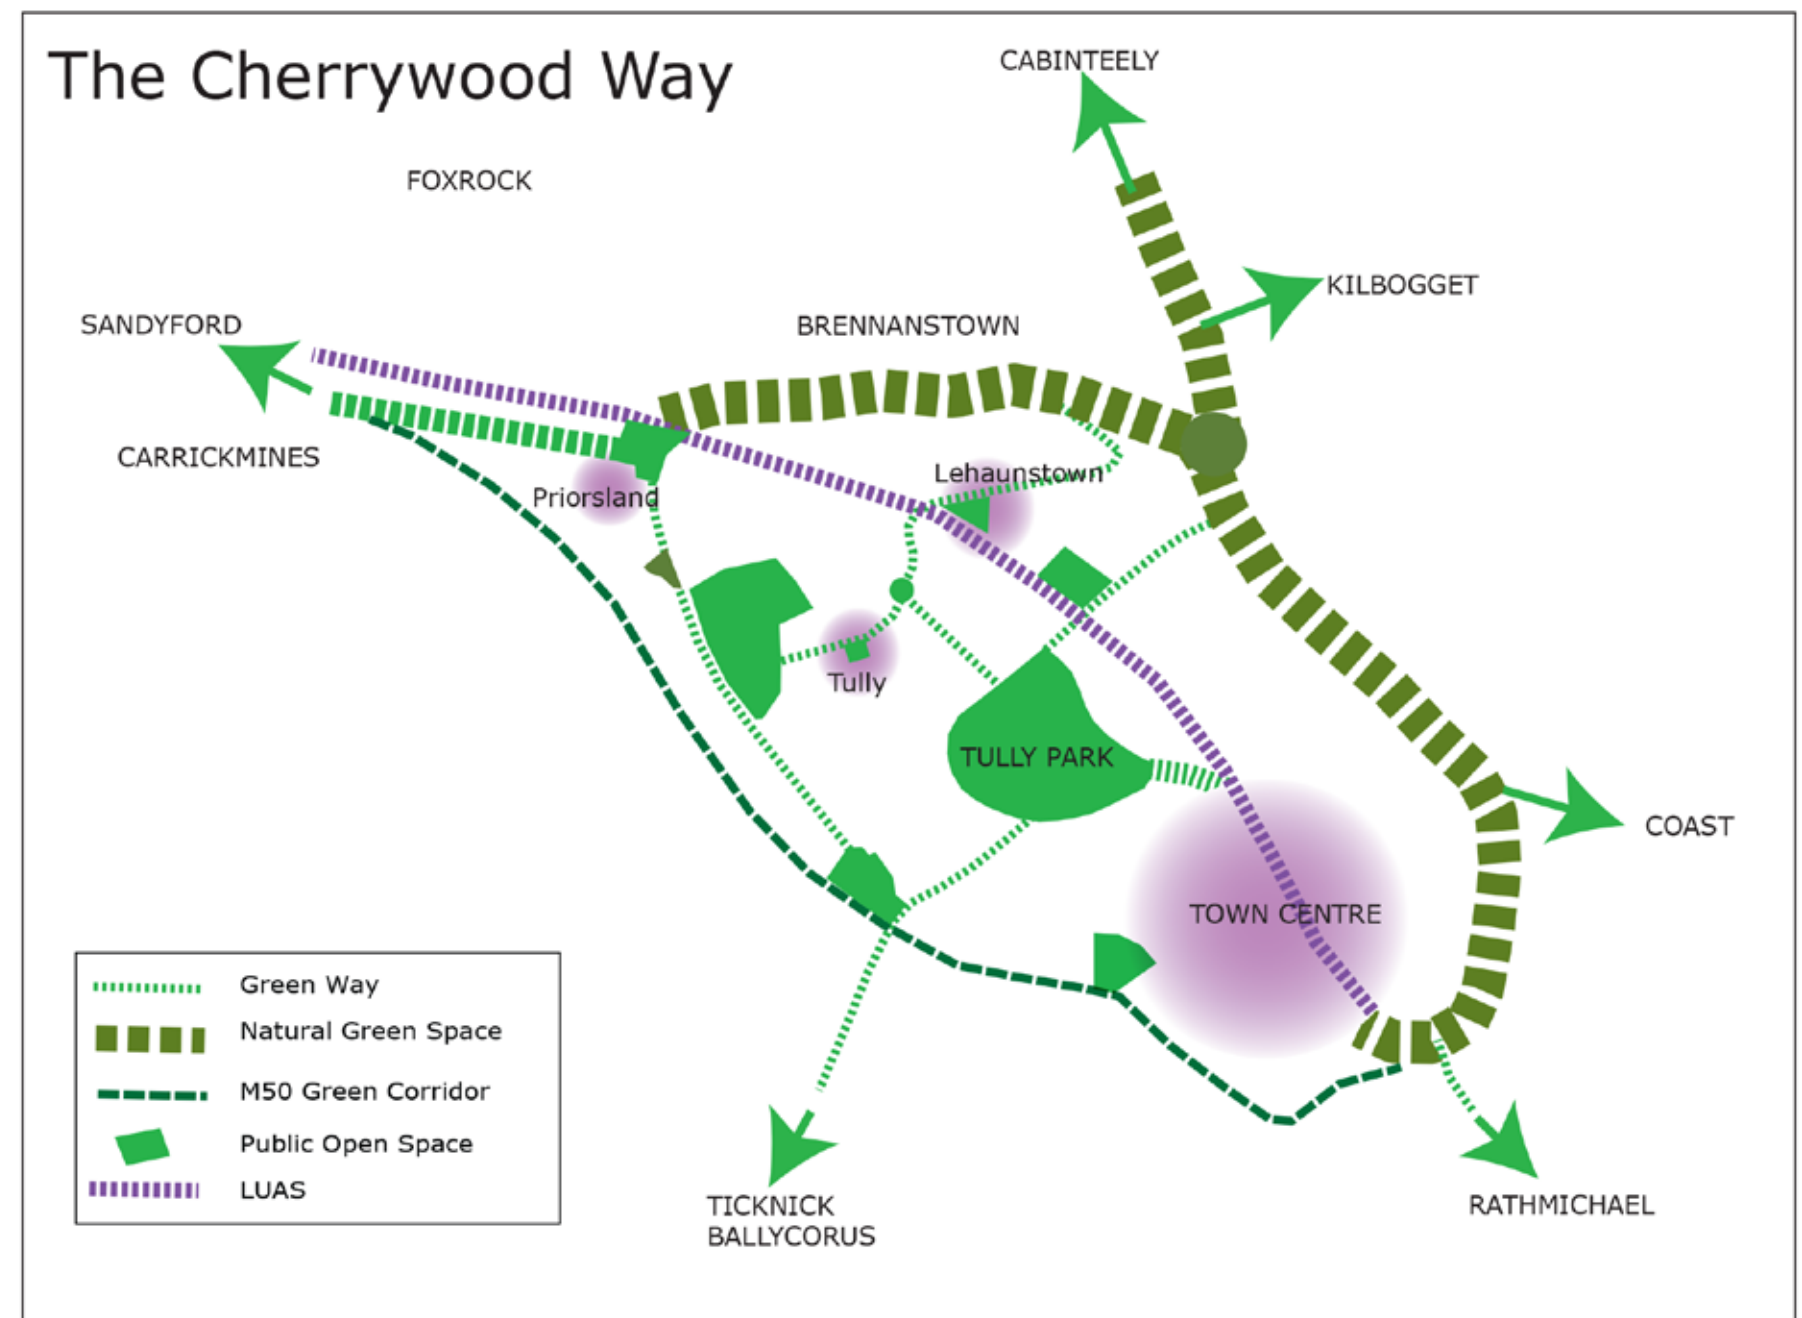 The Cherrywood Way
CABINTEELY
FOXROCK
KILBOGGET
SANDYFORD
BRENNANSTOWN
CARRICKMINES
Lehaunstown
Priorsland
Tully
TULLY PARK
COAST
TOWN CENTRE
Green Way
Natural Green Space
M50 Green Corridor
Public Open Space
LUAS
TICKNICK
BALLYCORUS
RATHMICHAEL